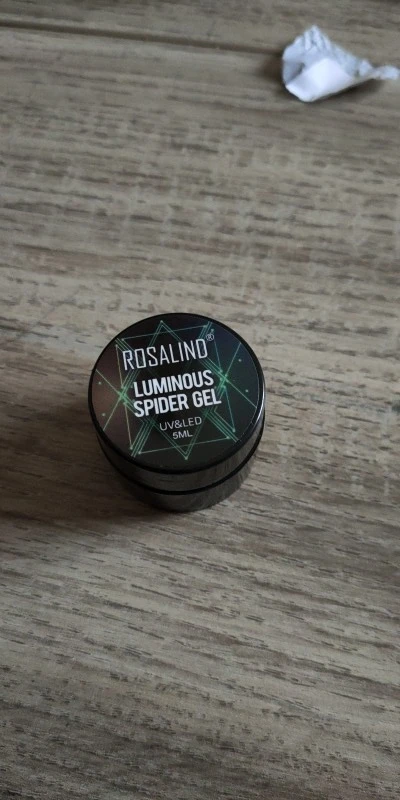 ROSALIND®
LUMINOUS
SPIDER GEL
UV&LED
5ML